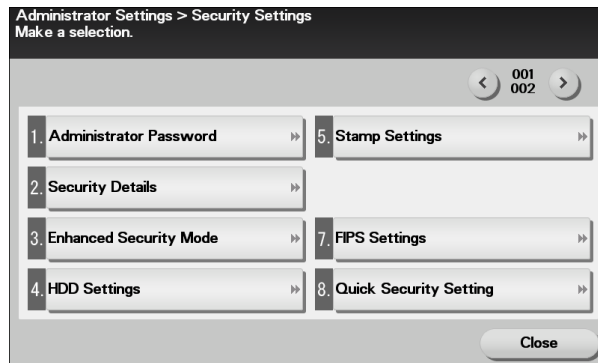 Administrator Settings > Security Settings
Make a selection.
001
002
1. Administrator Password
2. Security Details
3. Enhanced Security Mode
4. HDD Settings
5. Stamp Settings
7. FIPS Settings
8. Quick Security Setting
Close